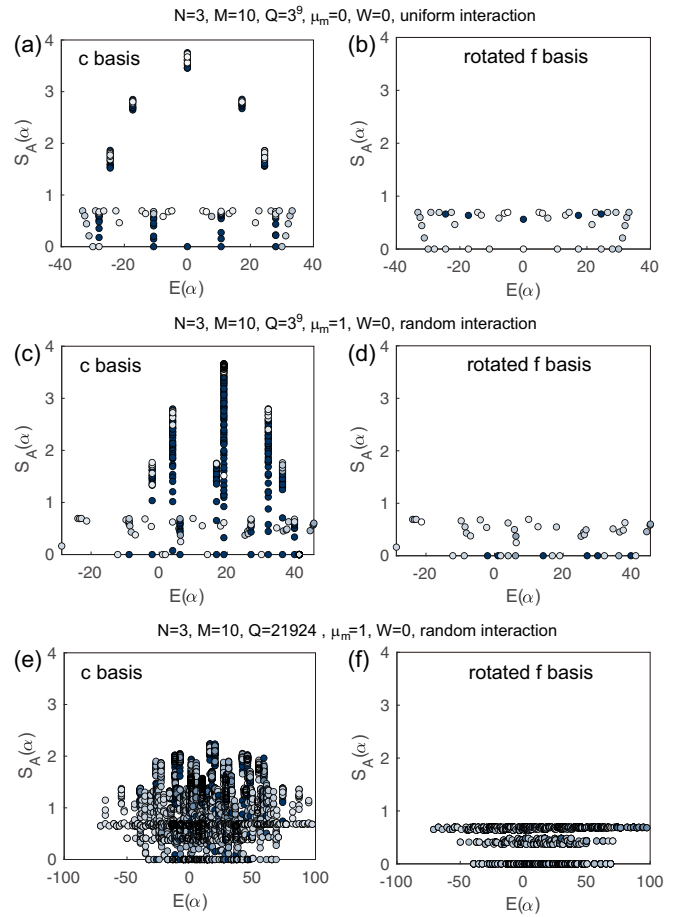 N=3, M=10, Q=3⁹, μₘ=0, W=0, uniform interaction
(a) c basis
(b) rotated f basis
S_A(α)
4
3
2
1
0
-40 -20 0 20 40
E(α)
S_A(α)
4
3
2
1
0
-40 -20 0 20 40
E(α)
N=3, M=10, Q=3⁹, μₘ=1, W=0, random interaction
(c) c basis
(d) rotated f basis
S_A(α)
4
3
2
1
0
-20 0 20 40
E(α)
S_A(α)
4
3
2
1
0
-20 0 20 40
E(α)
N=3, M=10, Q=21924 , μₘ=1, W=0, random interaction
(e) c basis
(f) rotated f basis
S_A(α)
4
3
2
1
0
-100 -50 0 50 100
E(α)
S_A(α)
4
3
2
1
0
-100 -50 0 50 100
E(α)